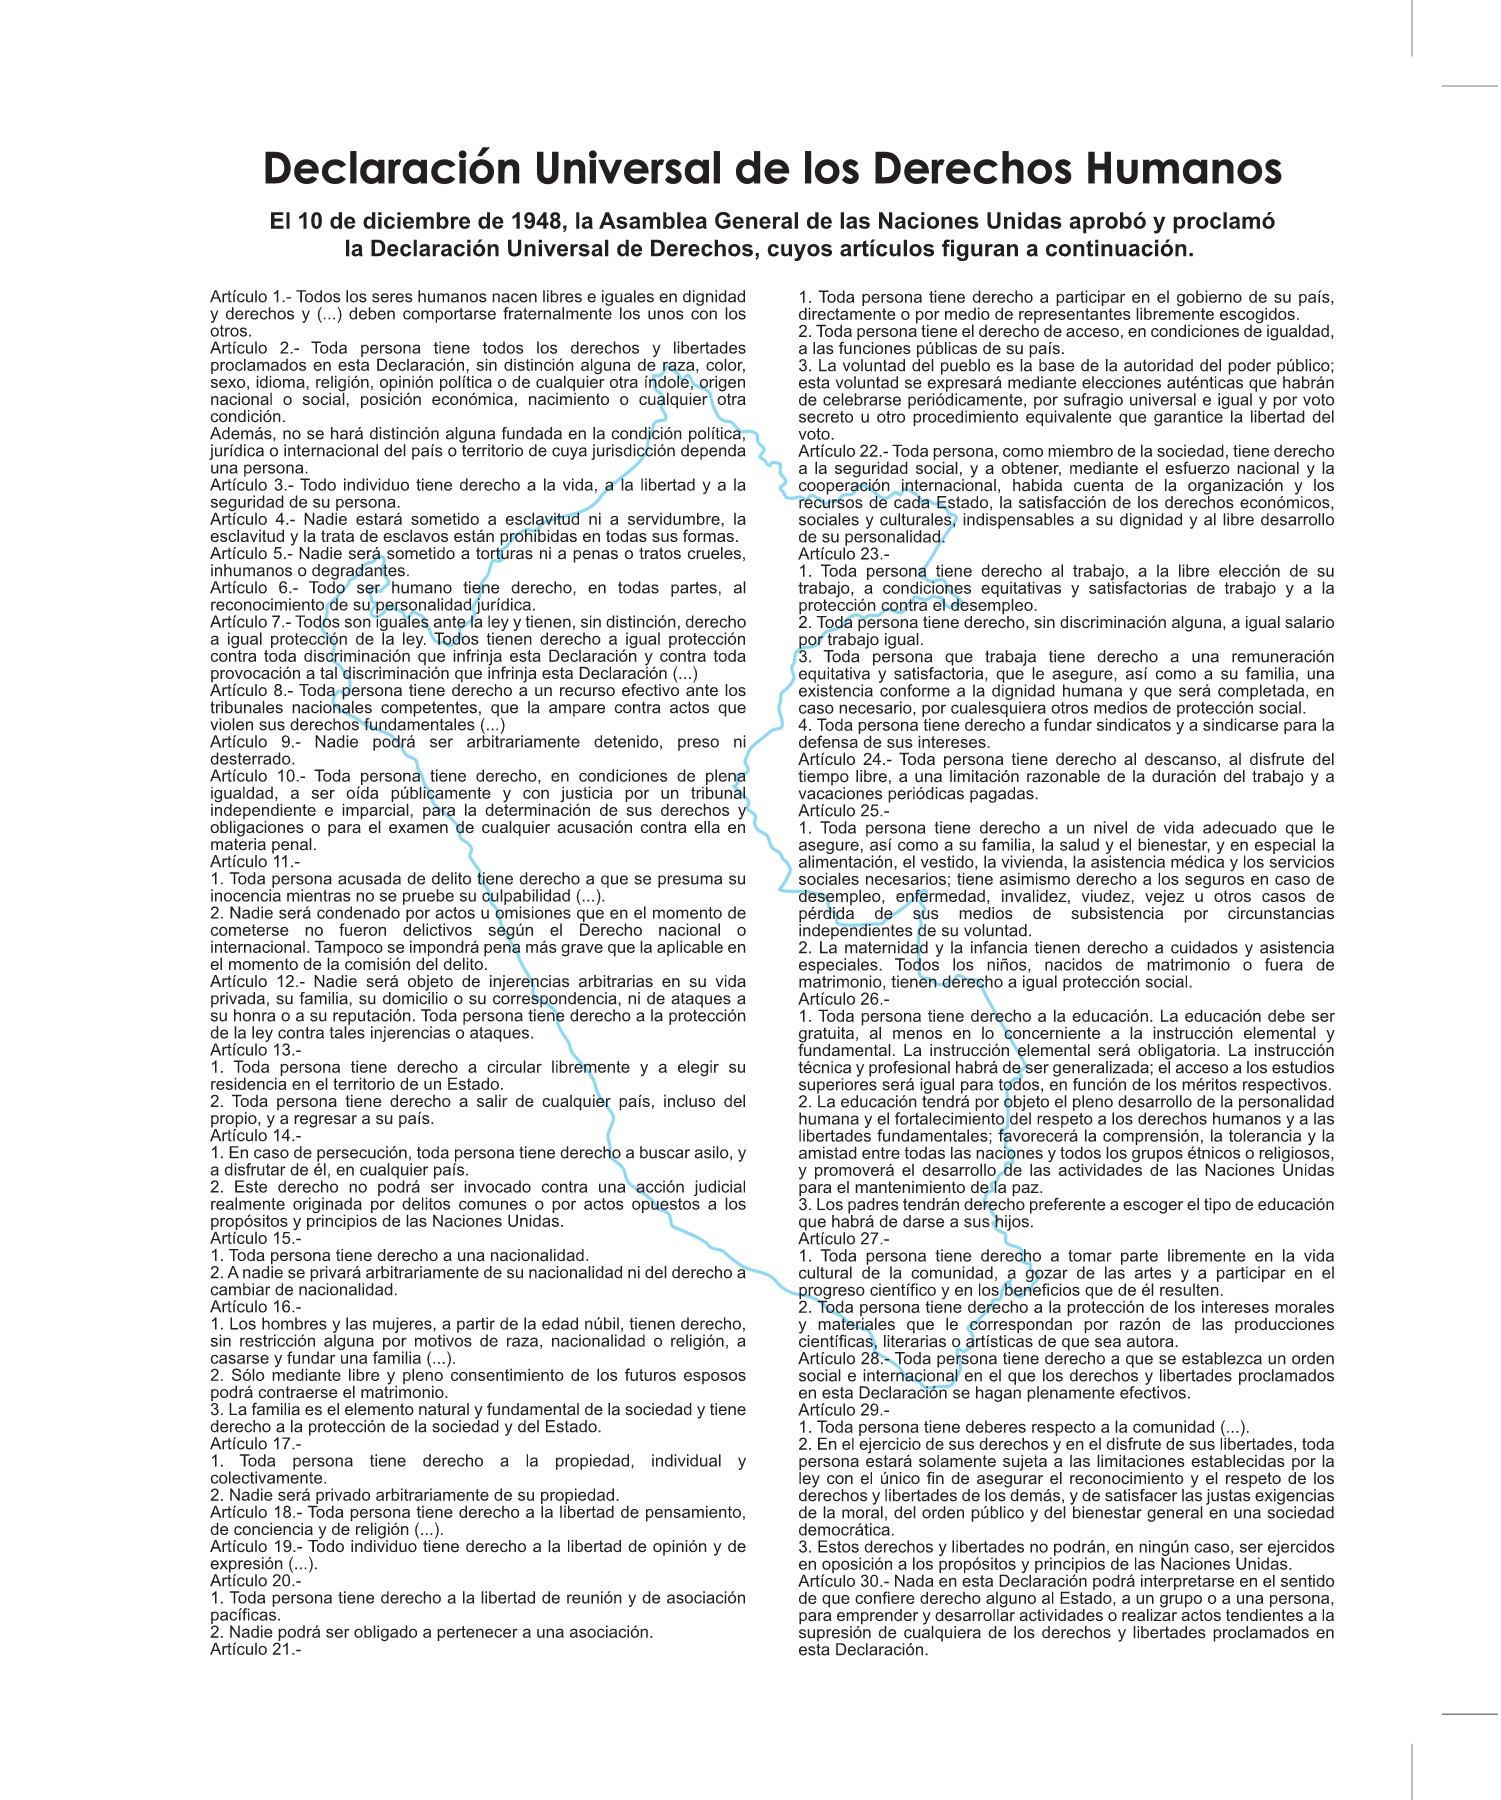 Declaración Universal de los Derechos Humanos
El 10 de diciembre de 1948, la Asamblea General de las Naciones Unidas aprobó y proclamó
la Declaración Universal de Derechos, cuyos artículos figuran a continuación.
Artículo 1.- Todos los seres humanos nacen libres e iguales en dignidad
y derechos y (...) deben comportarse fraternalmente los unos con los
otros.
Artículo 2.- Toda persona tiene todos los derechos y libertades
proclamados en esta Declaración, sin distinción alguna de raza, color,
sexo, idioma, religión, opinión política o de cualquier otra índole, origen
nacional o social, posición económica, nacimiento o cualquier otra
condición.
Además, no se hará distinción alguna fundada en la condición política,
jurídica o internacional del país o territorio de cuya jurisdicción dependa
una persona.
Artículo 3.- Todo individuo tiene derecho a la vida, a la libertad y a la
seguridad de su persona.
Artículo 4.- Nadie estará sometido a esclavitud ni a servidumbre, la
esclavitud y la trata de esclavos están prohibidas en todas sus formas.
Artículo 5.- Nadie será sometido a torturas ni a penas o tratos crueles,
inhumanos o degradantes.
Artículo 6.- Todo ser humano tiene derecho, en todas partes, al
reconocimiento de su personalidad jurídica.
Artículo 7.- Todos son iguales ante la ley y tienen, sin distinción, derecho
a igual protección de la ley. Todos tienen derecho a igual protección
contra toda discriminación que infrinja esta Declaración y contra toda
provocación a tal discriminación que infrinja esta Declaración (...)
Artículo 8.- Toda persona tiene derecho a un recurso efectivo ante los
tribunales nacionales competentes, que la ampare contra actos que
violen sus derechos fundamentales (...)
Artículo 9.- Nadie podrá ser arbitrariamente detenido, preso ni
desterrado.
Artículo 10.- Toda persona tiene derecho, en condiciones de plena
igualdad, a ser oída públicamente y con justicia por un tribunal
independiente e imparcial, para la determinación de sus derechos y
obligaciones o para el examen de cualquier acusación contra ella en
materia penal.
Artículo 11.-
1. Toda persona acusada de delito tiene derecho a que se presuma su
inocencia mientras no se pruebe su culpabilidad (...).
2. Nadie será condenado por actos u omisiones que en el momento de
cometerse no fueron delictivos según el Derecho nacional o
internacional. Tampoco se impondrá pena más grave que la aplicable en
el momento de la comisión del delito.
Artículo 12.- Nadie será objeto de injerencias arbitrarias en su vida
privada, su familia, su domicilio o su correspondencia, ni de ataques a
su honra o a su reputación. Toda persona tiene derecho a la protección
de la ley contra tales injerencias o ataques.
Artículo 13.-
1. Toda persona tiene derecho a circular libremente y a elegir su
residencia en el territorio de un Estado.
2. Toda persona tiene derecho a salir de cualquier país, incluso del
propio, y a regresar a su país.
Artículo 14.-
1. En caso de persecución, toda persona tiene derecho a buscar asilo, y
a disfrutar de él, en cualquier país.
2. Este derecho no podrá ser invocado contra una acción judicial
realmente originada por delitos comunes o por actos opuestos a los
propósitos y principios de las Naciones Unidas.
Artículo 15.-
1. Toda persona tiene derecho a una nacionalidad.
2. A nadie se privará arbitrariamente de su nacionalidad ni del derecho a
cambiar de nacionalidad.
Artículo 16.-
1. Los hombres y las mujeres, a partir de la edad núbil, tienen derecho,
sin restricción alguna por motivos de raza, nacionalidad o religión, a
casarse y fundar una familia (...).
2. Sólo mediante libre y pleno consentimiento de los futuros esposos
podrá contraerse el matrimonio.
3. La familia es el elemento natural y fundamental de la sociedad y tiene
derecho a la protección de la sociedad y del Estado.
Artículo 17.-
1. Toda persona tiene derecho a la propiedad, individual y
colectivamente.
2. Nadie será privado arbitrariamente de su propiedad.
Artículo 18.- Toda persona tiene derecho a la libertad de pensamiento,
de conciencia y de religión (...).
Artículo 19.- Todo individuo tiene derecho a la libertad de opinión y de
expresión (...).
Artículo 20.-
1. Toda persona tiene derecho a la libertad de reunión y de asociación
pacíficas.
2. Nadie podrá ser obligado a pertenecer a una asociación.
Artículo 21.-
1. Toda persona tiene derecho a participar en el gobierno de su país,
directamente o por medio de representantes libremente escogidos.
2. Toda persona tiene el derecho de acceso, en condiciones de igualdad,
a las funciones públicas de su país.
3. La voluntad del pueblo es la base de la autoridad del poder público;
esta voluntad se expresará mediante elecciones auténticas que habrán
de celebrarse periódicamente, por sufragio universal e igual y por voto
secreto u otro procedimiento equivalente que garantice la libertad del
voto.
Artículo 22.- Toda persona, como miembro de la sociedad, tiene derecho
a la seguridad social, y a obtener, mediante el esfuerzo nacional y la
cooperación internacional, habida cuenta de la organización y los
recursos de cada Estado, la satisfacción de los derechos económicos,
sociales y culturales, indispensables a su dignidad y al libre desarrollo
de su personalidad.
Artículo 23.-
1. Toda persona tiene derecho al trabajo, a la libre elección de su
trabajo, a condiciones equitativas y satisfactorias de trabajo y a la
protección contra el desempleo.
2. Toda persona tiene derecho, sin discriminación alguna, a igual salario
por trabajo igual.
3. Toda persona que trabaja tiene derecho a una remuneración
equitativa y satisfactoria, que le asegure, así como a su familia, una
existencia conforme a la dignidad humana y que será completada, en
caso necesario, por cualesquiera otros medios de protección social.
4. Toda persona tiene derecho a fundar sindicatos y a sindicarse para la
defensa de sus intereses.
Artículo 24.- Toda persona tiene derecho al descanso, al disfrute del
tiempo libre, a una limitación razonable de la duración del trabajo y a
vacaciones periódicas pagadas.
Artículo 25.-
1. Toda persona tiene derecho a un nivel de vida adecuado que le
asegure, así como a su familia, la salud y el bienestar, y en especial la
alimentación, el vestido, la vivienda, la asistencia médica y los servicios
sociales necesarios; tiene asimismo derecho a los seguros en caso de
desempleo, enfermedad, invalidez, viudez, vejez u otros casos de
pérdida de sus medios de subsistencia por circunstancias
independientes de su voluntad.
2. La maternidad y la infancia tienen derecho a cuidados y asistencia
especiales. Todos los niños, nacidos de matrimonio o fuera de
matrimonio, tienen derecho a igual protección social.
Artículo 26.-
1. Toda persona tiene derecho a la educación. La educación debe ser
gratuita, al menos en lo concerniente a la instrucción elemental y
fundamental. La instrucción elemental será obligatoria. La instrucción
técnica y profesional habrá de ser generalizada; el acceso a los estudios
superiores será igual para todos, en función de los méritos respectivos.
2. La educación tendrá por objeto el pleno desarrollo de la personalidad
humana y el fortalecimiento del respeto a los derechos humanos y a las
libertades fundamentales; favorecerá la comprensión, la tolerancia y la
amistad entre todas las naciones y todos los grupos étnicos o religiosos,
y promoverá el desarrollo de las actividades de las Naciones Unidas
para el mantenimiento de la paz.
3. Los padres tendrán derecho preferente a escoger el tipo de educación
que habrá de darse a sus hijos.
Artículo 27.-
1. Toda persona tiene derecho a tomar parte libremente en la vida
cultural de la comunidad, a gozar de las artes y a participar en el
progreso científico y en los beneficios que de él resulten.
2. Toda persona tiene derecho a la protección de los intereses morales
y materiales que le correspondan por razón de las producciones
científicas, literarias o artísticas de que sea autora.
Artículo 28.- Toda persona tiene derecho a que se establezca un orden
social e internacional en el que los derechos y libertades proclamados
en esta Declaración se hagan plenamente efectivos.
Artículo 29.-
1. Toda persona tiene deberes respecto a la comunidad (...).
2. En el ejercicio de sus derechos y en el disfrute de sus libertades, toda
persona estará solamente sujeta a las limitaciones establecidas por la
ley con el único fin de asegurar el reconocimiento y el respeto de los
derechos y libertades de los demás, y de satisfacer las justas exigencias
de la moral, del orden público y del bienestar general en una sociedad
democrática.
3. Estos derechos y libertades no podrán, en ningún caso, ser ejercidos
en oposición a los propósitos y principios de las Naciones Unidas.
Artículo 30.- Nada en esta Declaración podrá interpretarse en el sentido
de que confiere derecho alguno al Estado, a un grupo o a una persona,
para emprender y desarrollar actividades o realizar actos tendientes a la
supresión de cualquiera de los derechos y libertades proclamados en
esta Declaración.